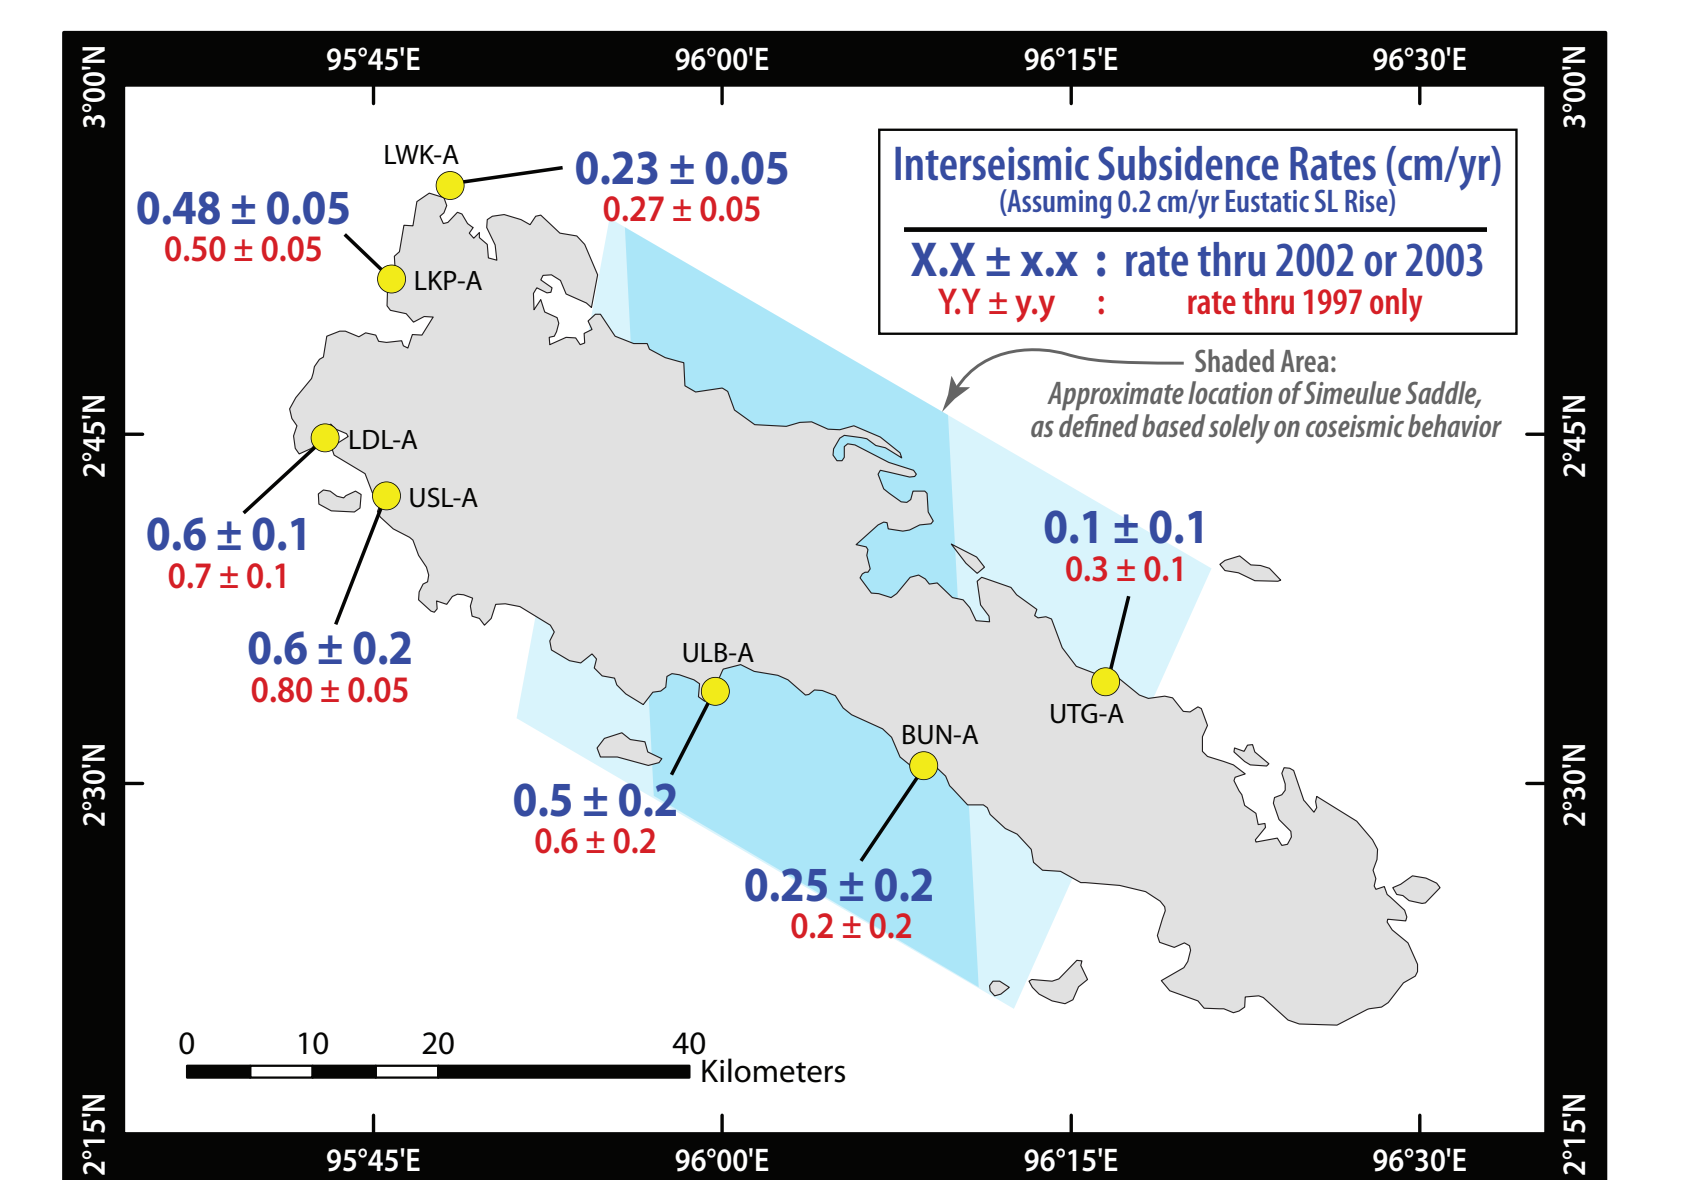 95°45'E
96°00'E
96°15'E
96°30'E
3°00'N
3°00'N
LWK-A
0.23 ± 0.05
0.27 ± 0.05
0.48 ± 0.05
0.50 ± 0.05
LKP-A
Interseismic Subsidence Rates (cm/yr)
(Assuming 0.2 cm/yr Eustatic SL Rise)
X.X ± x.x : rate thru 2002 or 2003
Y.Y ± y.y : rate thru 1997 only
Shaded Area:
Approximate location of Simeulue Saddle,
as defined based solely on coseismic behavior
2°45'N
2°45'N
LDL-A
USL-A
0.6 ± 0.1
0.7 ± 0.1
0.1 ± 0.1
0.3 ± 0.1
0.6 ± 0.2
0.80 ± 0.05
ULB-A
UTG-A
BUN-A
2°30'N
2°30'N
0.5 ± 0.2
0.6 ± 0.2
0.25 ± 0.2
0.2 ± 0.2
0 10 20 40
Kilometers
2°15'N
2°15'N
95°45'E
96°00'E
96°15'E
96°30'E